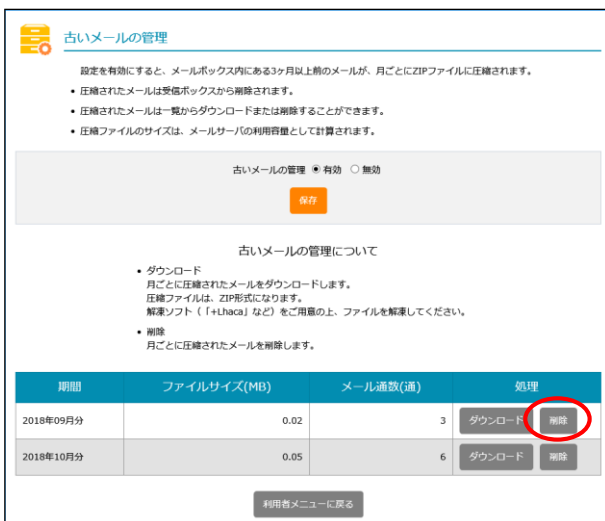 古いメールの管理
設定を有効にすると、メールボックス内にある3ヶ月以上前のメールが、月ごとにZIPファイルに圧縮されます。
• 圧縮されたメールは受信ボックスから削除されます。
• 圧縮されたメールは一覧からダウンロードまたは削除することができます。
• 圧縮ファイルのサイズは、メールサーバの利用容量として計算されます。
古いメールの管理 有効 無効
保存
古いメールの管理について
• ダウンロード
月ごとに圧縮されたメールをダウンロードします。
圧縮ファイルは、ZIP形式になります。
解凍ソフト（「+Lhaca」など）をご用意の上、ファイルを解凍してください。
• 削除
月ごとに圧縮されたメールを削除します。
期間 ファイルサイズ(MB) メール通数(通) 処理
2018年09月分 0.02 3 ダウンロード 削除
2018年10月分 0.05 6 ダウンロード 削除
利用者メニューに戻る